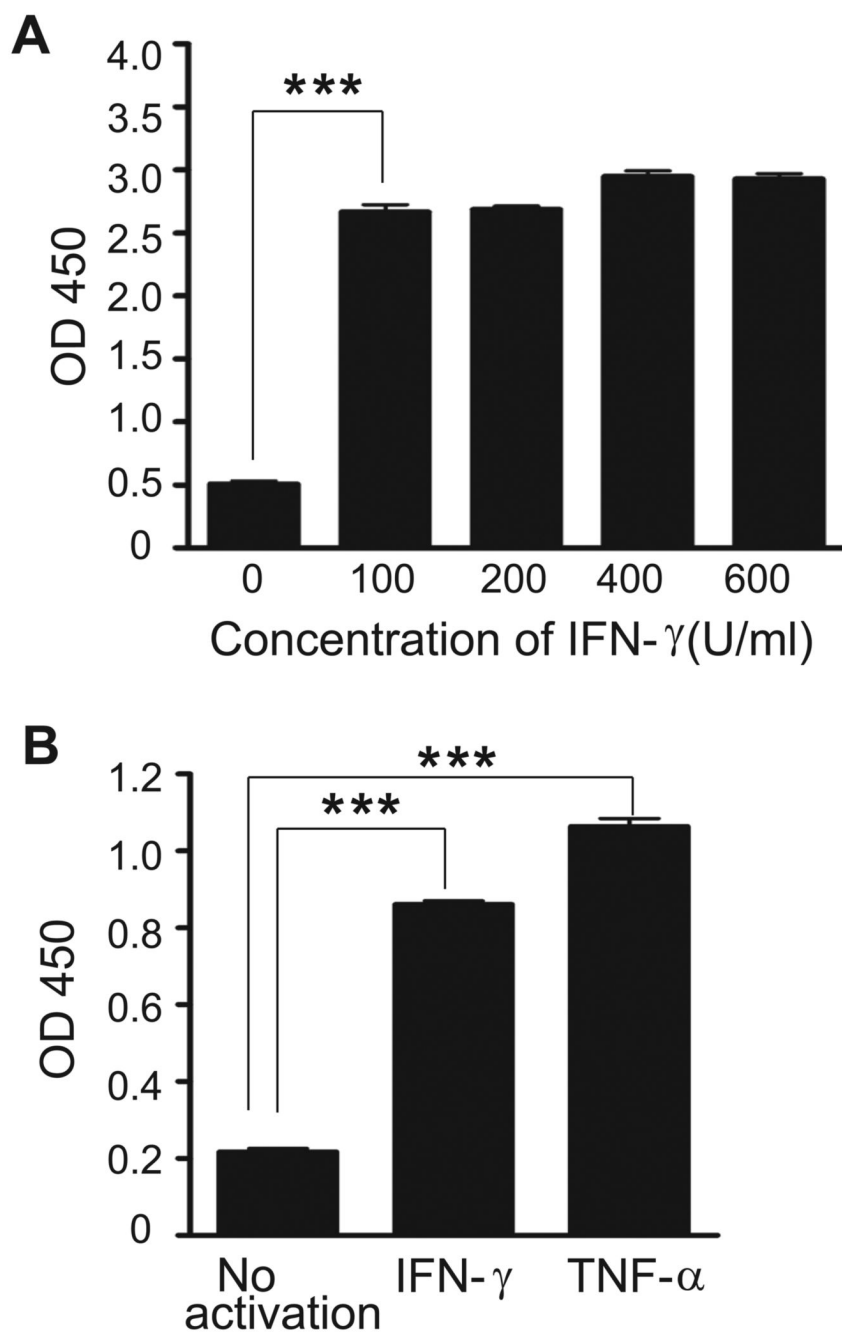 A
4.0
3.5
3.0
2.5
2.0
1.5
1.0
0.5
0
OD 450
***
0 100 200 400 600
Concentration of IFN-γ(U/ml)
B
1.2
1.0
0.8
0.6
0.4
0.2
0
OD 450
***
***
No activation IFN-γ TNF-α